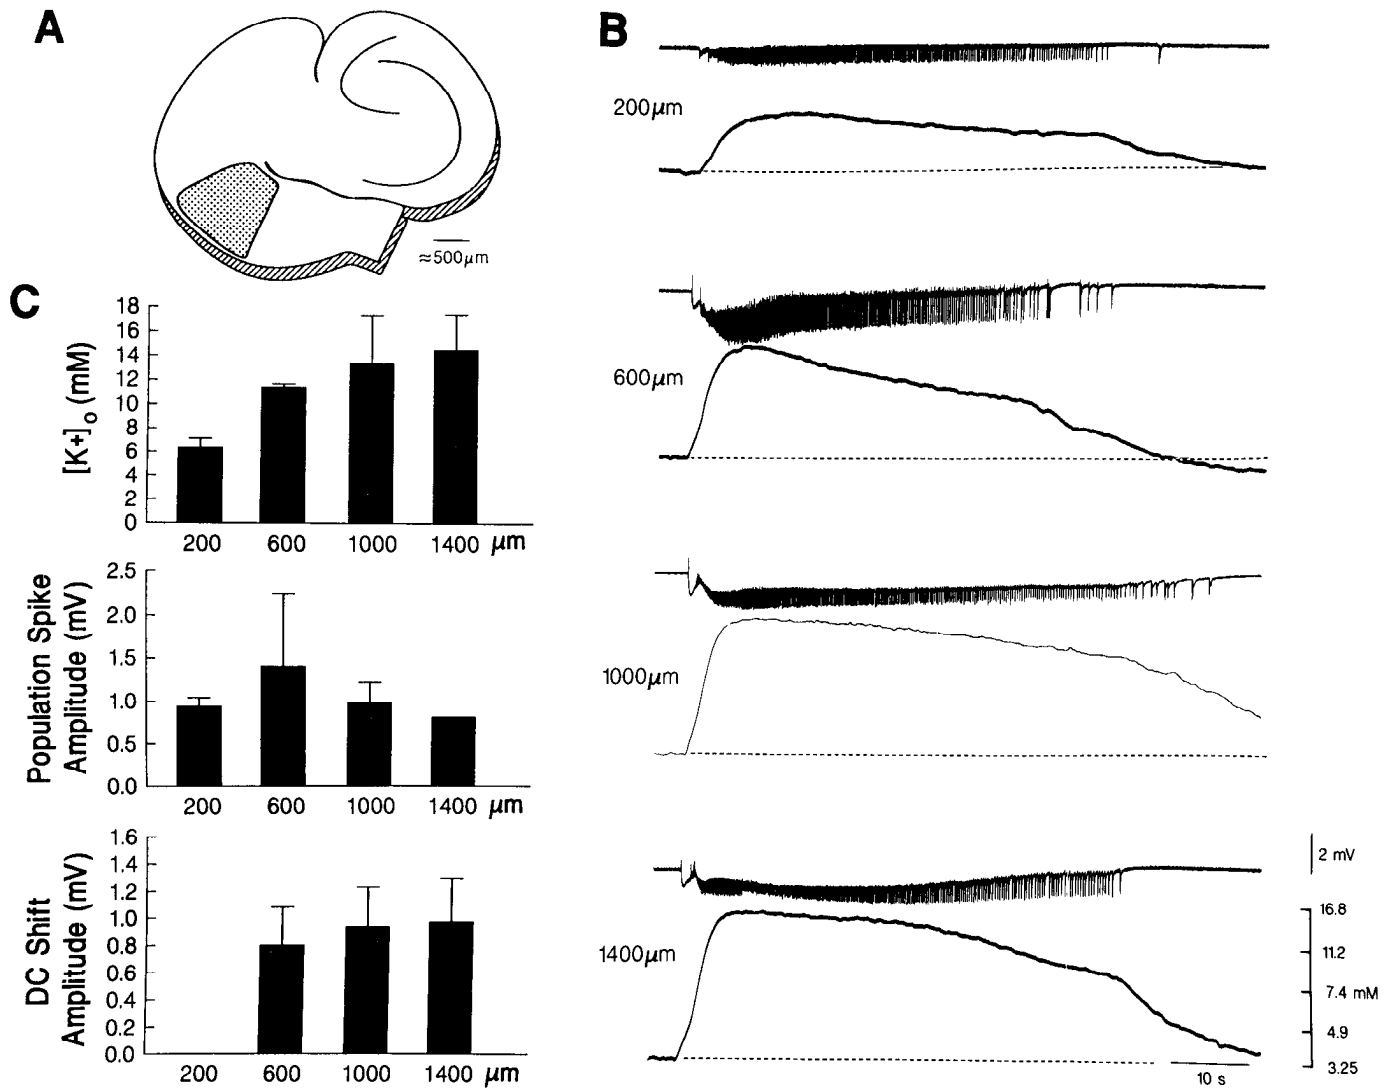 A
≈500μm
B
200μm
600μm
1000μm
1400μm
2 mV
16.8
11.2
7.4 mM
4.9
3.25
10 s
C
[K+]o (mM)
18
16
14
12
10
8
6
4
2
0
200 600 1000 1400 μm
Population Spike
Amplitude (mV)
2.5
2.0
1.5
1.0
0.5
0.0
200 600 1000 1400 μm
DC Shift
Amplitude (mV)
1.6
1.4
1.2
1.0
0.8
0.6
0.4
0.2
0.0
200 600 1000 1400 μm